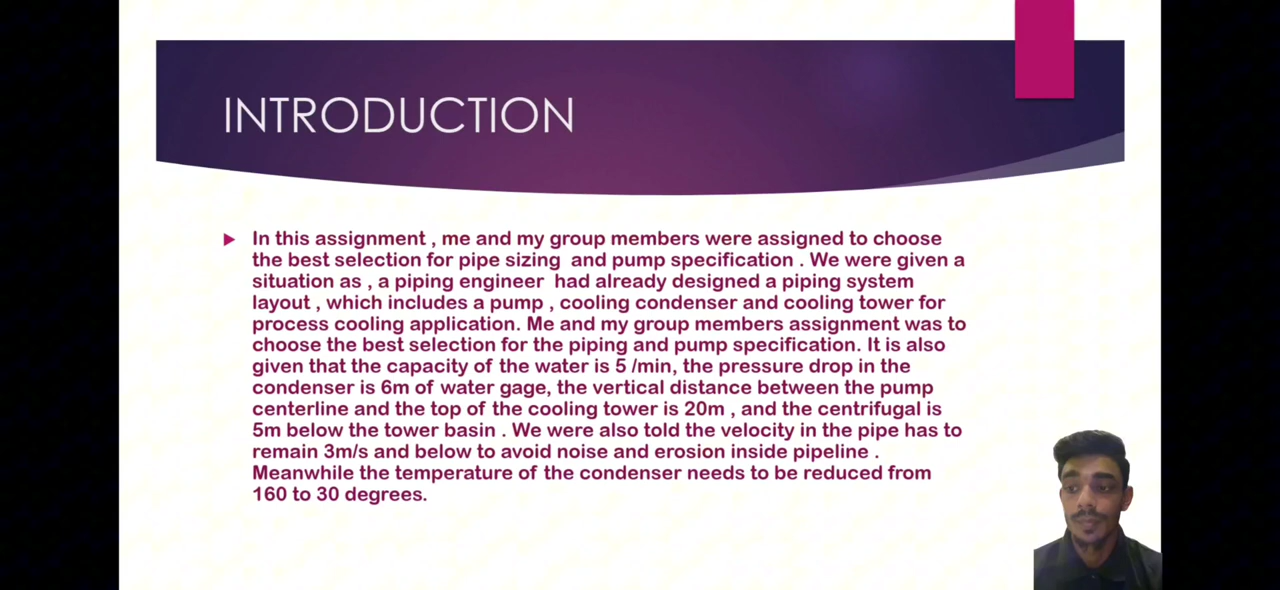 INTRODUCTION
In this assignment , me and my group members were assigned to choose
the best selection for pipe sizing  and pump specification . We were given a
situation as , a piping engineer  had already designed a piping system
layout , which includes a pump , cooling condenser and cooling tower for
process cooling application. Me and my group members assignment was to
choose the best selection for the piping and pump specification. It is also
given that the capacity of the water is 5 /min, the pressure drop in the
condenser is 6m of water gage, the vertical distance between the pump
centerline and the top of the cooling tower is 20m , and the centrifugal is
5m below the tower basin . We were also told the velocity in the pipe has to
remain 3m/s and below to avoid noise and erosion inside pipeline .
Meanwhile the temperature of the condenser needs to be reduced from
160 to 30 degrees.